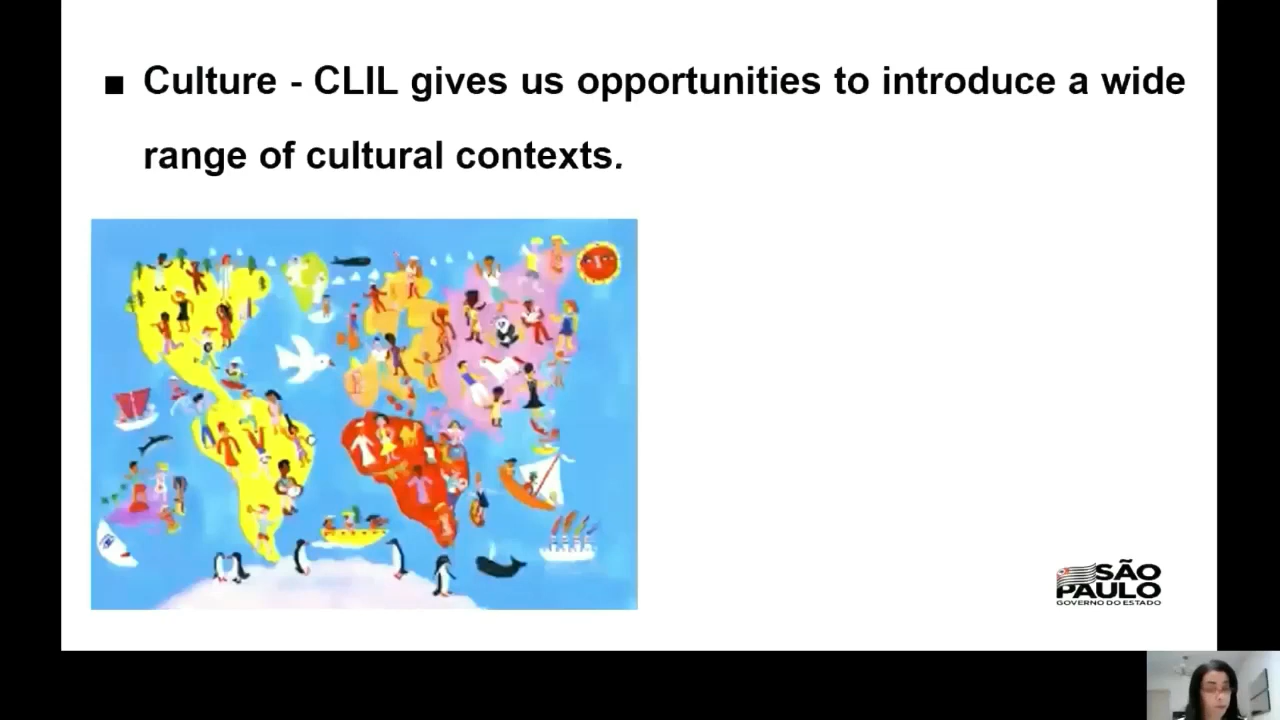 ■ Culture - CLIL gives us opportunities to introduce a wide
range of cultural contexts.
SÃO
PAULO
GOVERNO DO ESTADO